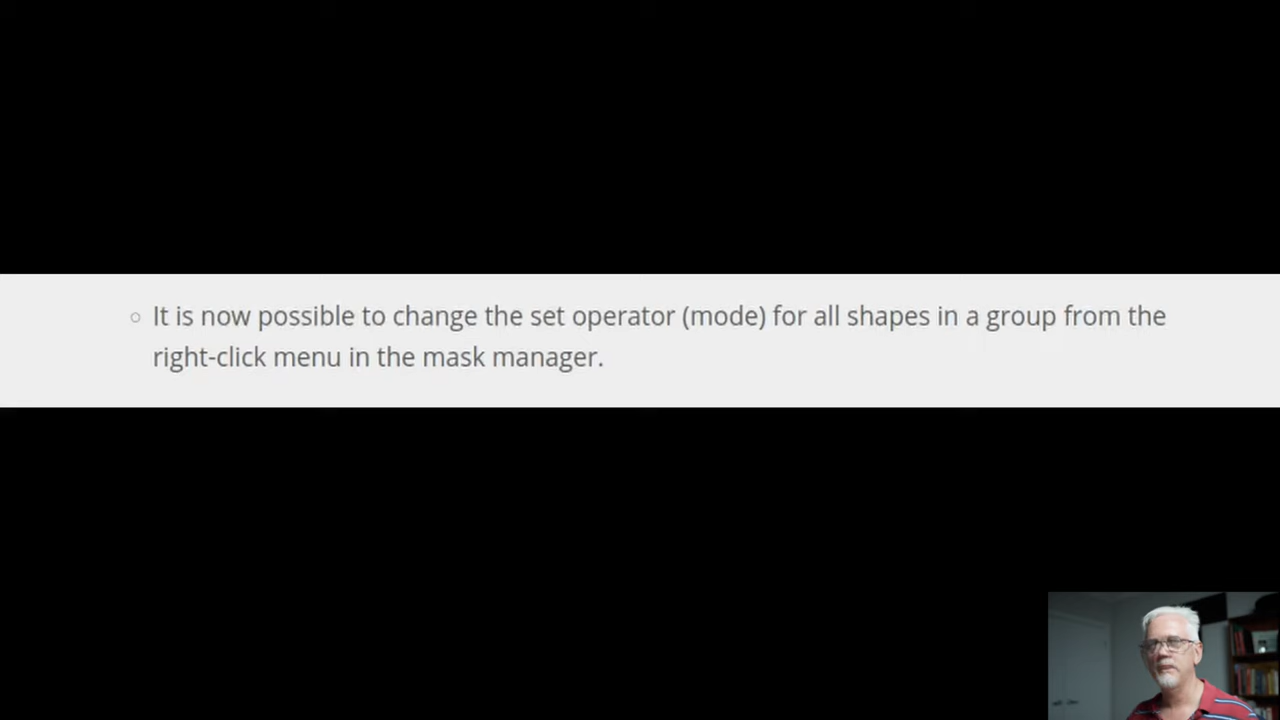 It is now possible to change the set operator (mode) for all shapes in a group from the
right-click menu in the mask manager.